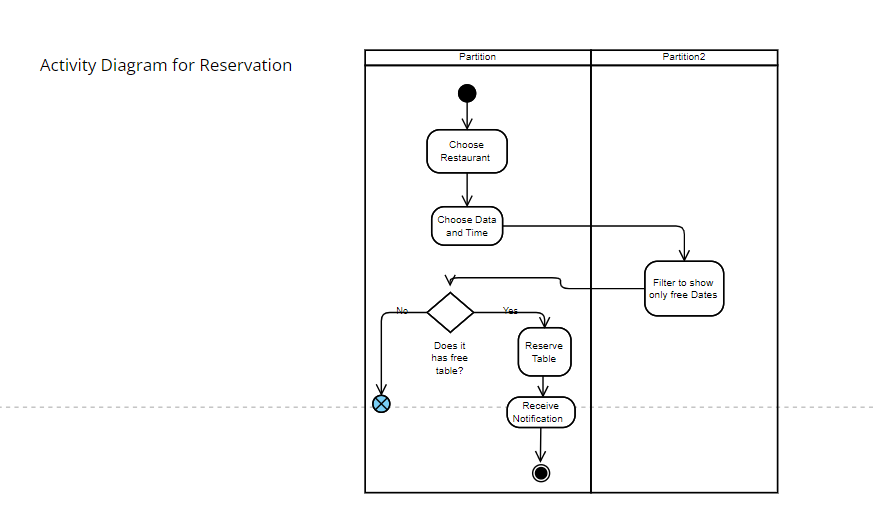 Activity Diagram for Reservation
Partition
Partition2
Choose
Restaurant
Choose Data
and Time
Filter to show
only free Dates
No
Yes
Does it
has free
table?
Reserve
Table
Receive
Notification